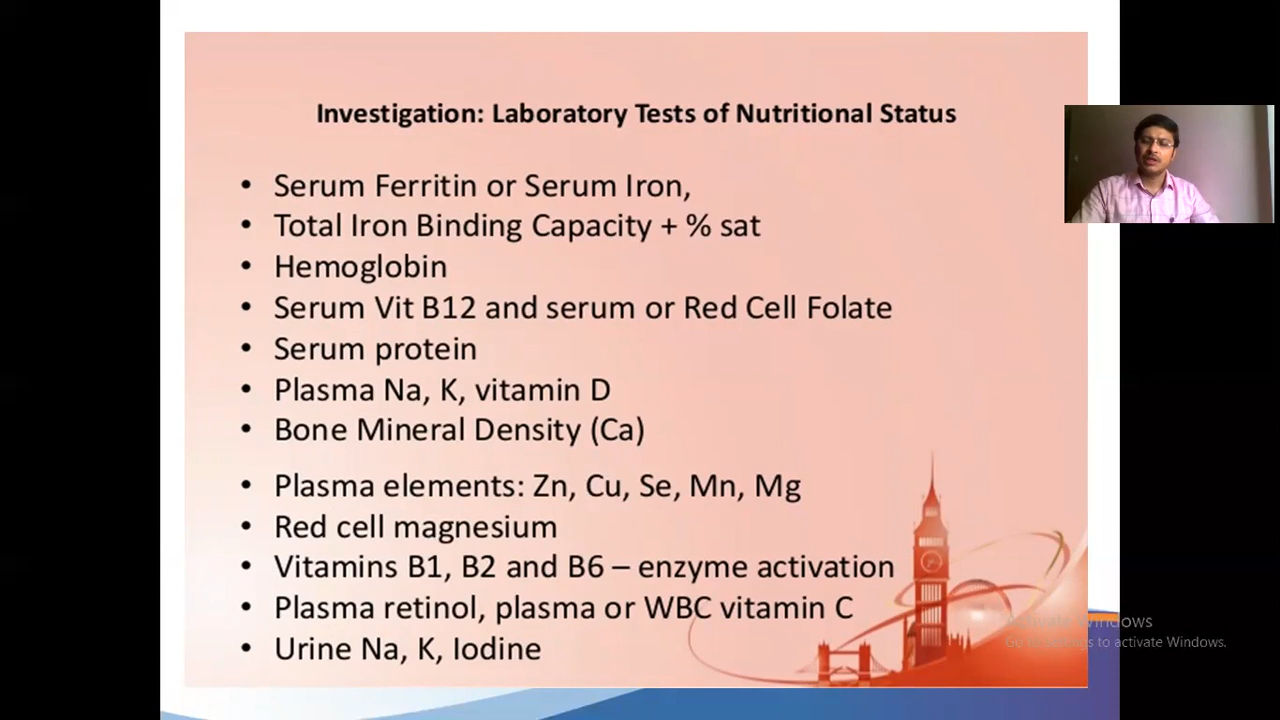 Investigation: Laboratory Tests of Nutritional Status
• Serum Ferritin or Serum Iron,
• Total Iron Binding Capacity + % sat
• Hemoglobin
• Serum Vit B12 and serum or Red Cell Folate
• Serum protein
• Plasma Na, K, vitamin D
• Bone Mineral Density (Ca)
• Plasma elements: Zn, Cu, Se, Mn, Mg
• Red cell magnesium
• Vitamins B1, B2 and B6 – enzyme activation
• Plasma retinol, plasma or WBC vitamin C
• Urine Na, K, Iodine
Activate Windows
Go to Settings to activate Windows.